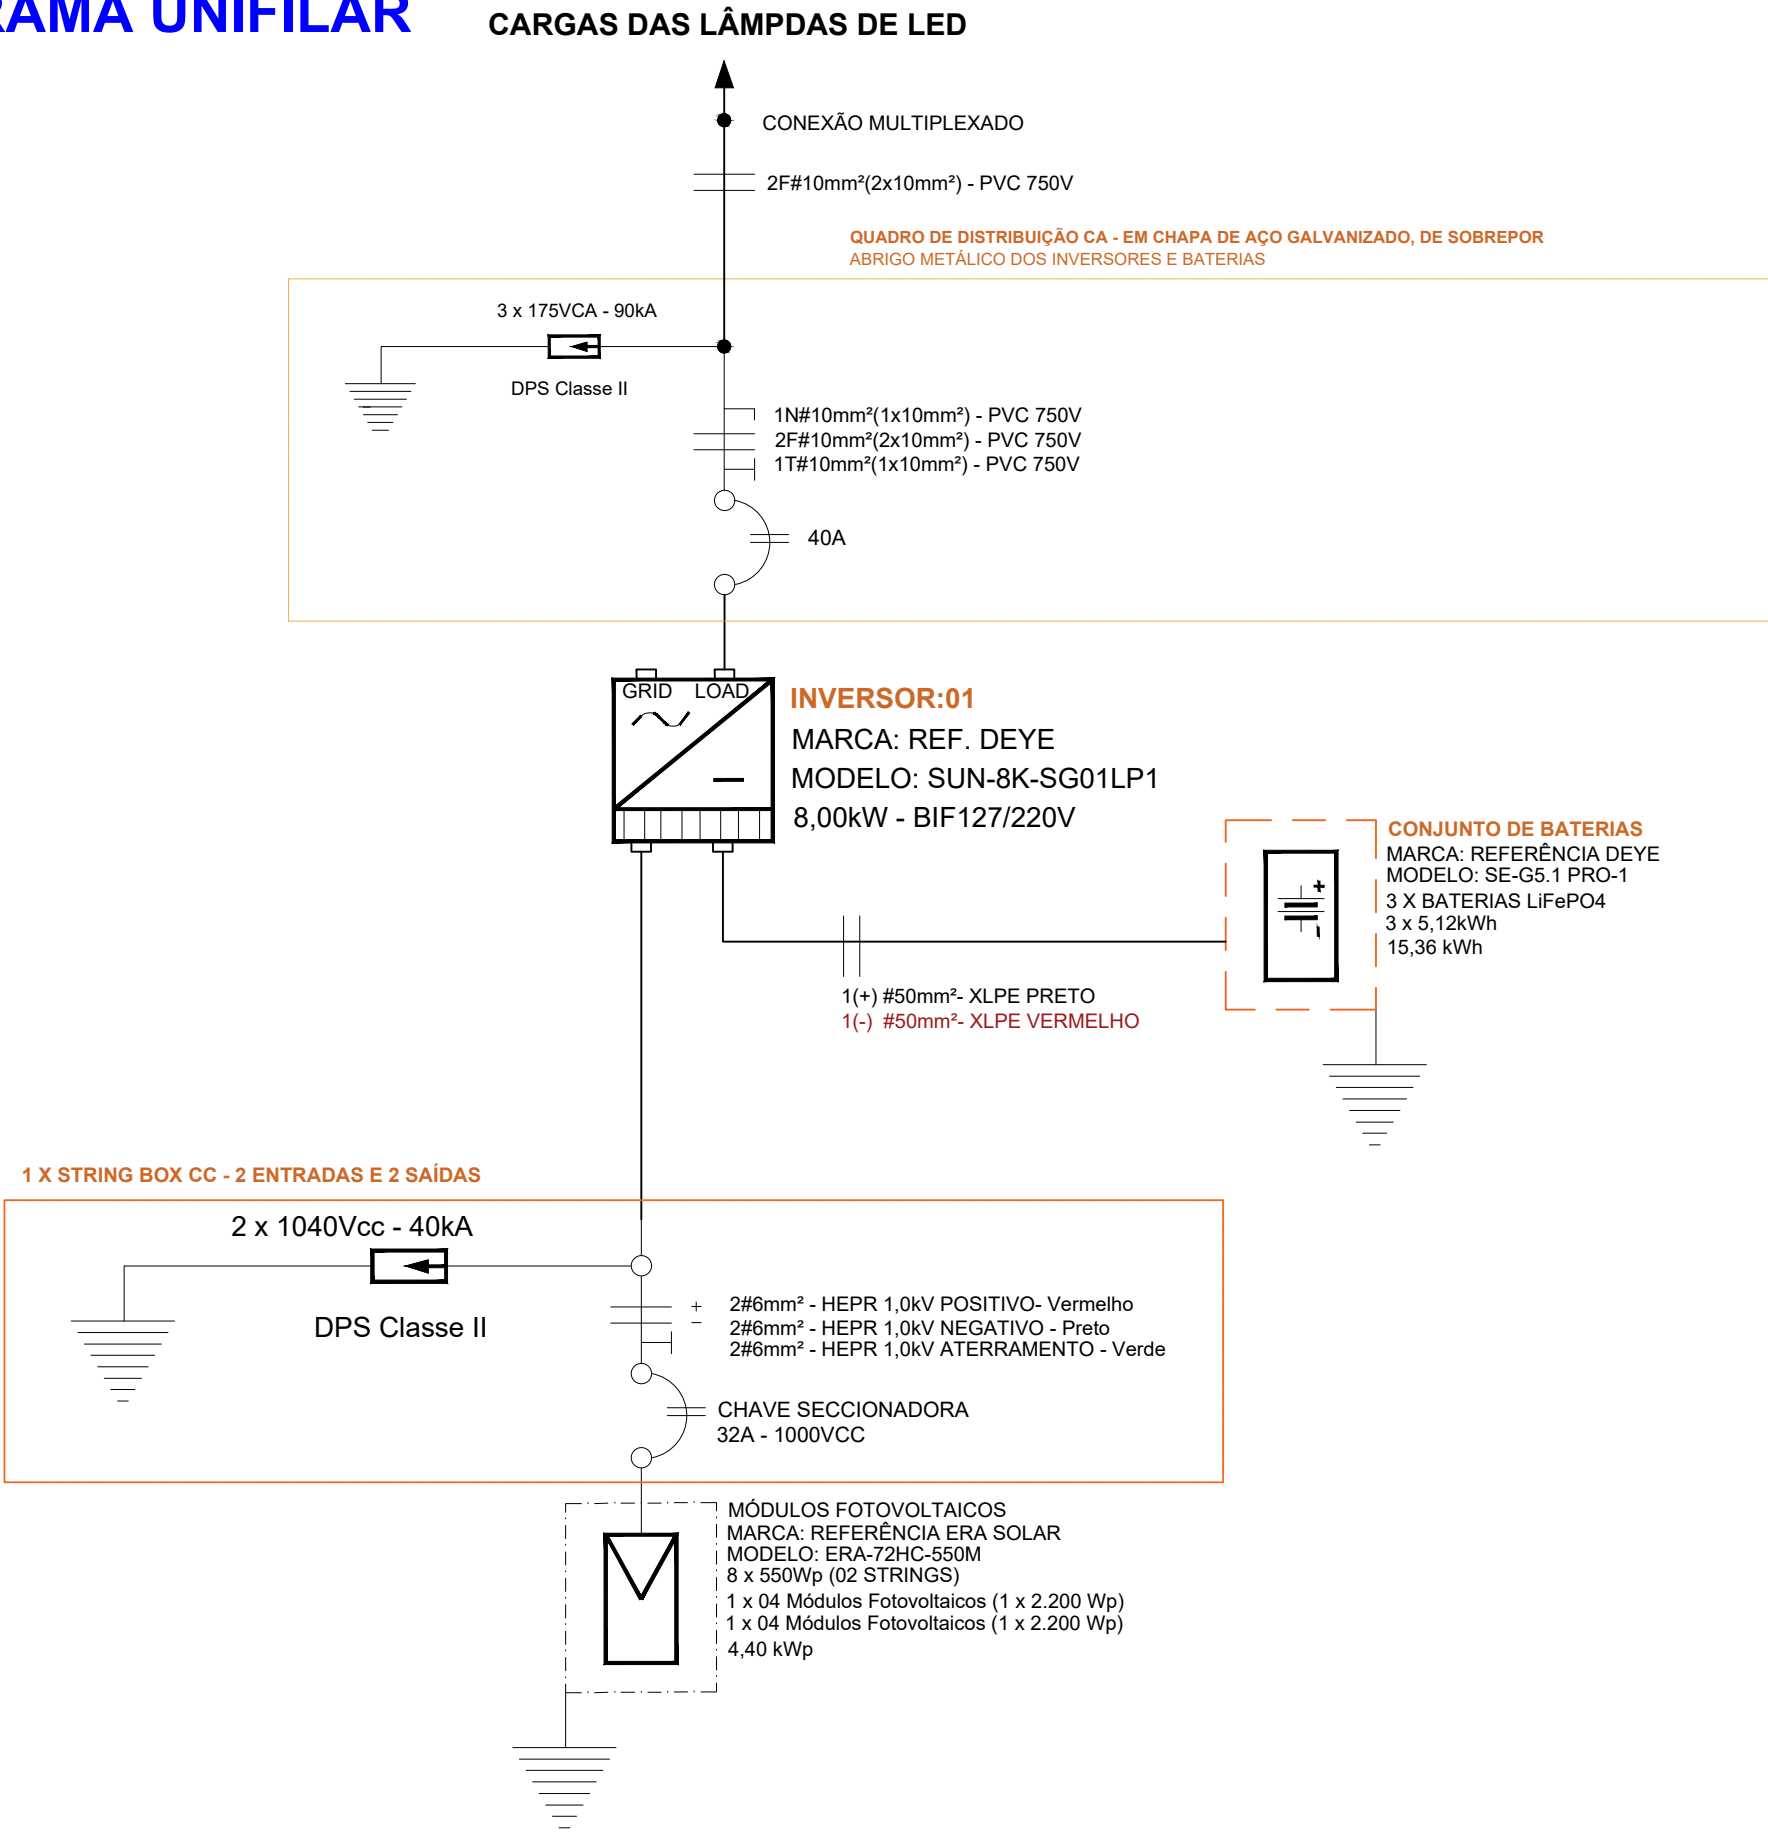 RAMA UNIFILAR
CARGAS DAS LÂMPDAS DE LED
CONEXÃO MULTIPLEXADO
2F#10mm²(2x10mm²) - PVC 750V
QUADRO DE DISTRIBUIÇÃO CA - EM CHAPA DE AÇO GALVANIZADO, DE SOBREPOR
ABRIGO METÁLICO DOS INVERSORES E BATERIAS
3 x 175VCA - 90kA
DPS Classe II
1N#10mm²(1x10mm²) - PVC 750V
2F#10mm²(2x10mm²) - PVC 750V
1T#10mm²(1x10mm²) - PVC 750V
40A
GRID LOAD
INVERSOR:01
MARCA: REF. DEYE
MODELO: SUN-8K-SG01LP1
8,00kW - BIF127/220V
CONJUNTO DE BATERIAS
MARCA: REFERÊNCIA DEYE
MODELO: SE-G5.1 PRO-1
3 X BATERIAS LiFePO4
3 x 5,12kWh
15,36 kWh
+
-
1(+) #50mm²- XLPE PRETO
1(-) #50mm²- XLPE VERMELHO
1 X STRING BOX CC - 2 ENTRADAS E 2 SAÍDAS
2 x 1040Vcc - 40kA
DPS Classe II
+ 2#6mm² - HEPR 1,0kV POSITIVO- Vermelho
− 2#6mm² - HEPR 1,0kV NEGATIVO - Preto
2#6mm² - HEPR 1,0kV ATERRAMENTO - Verde
CHAVE SECCIONADORA
32A - 1000VCC
MÓDULOS FOTOVOLTAICOS
MARCA: REFERÊNCIA ERA SOLAR
MODELO: ERA-72HC-550M
8 x 550Wp (02 STRINGS)
1 x 04 Módulos Fotovoltaicos (1 x 2.200 Wp)
1 x 04 Módulos Fotovoltaicos (1 x 2.200 Wp)
4,40 kWp